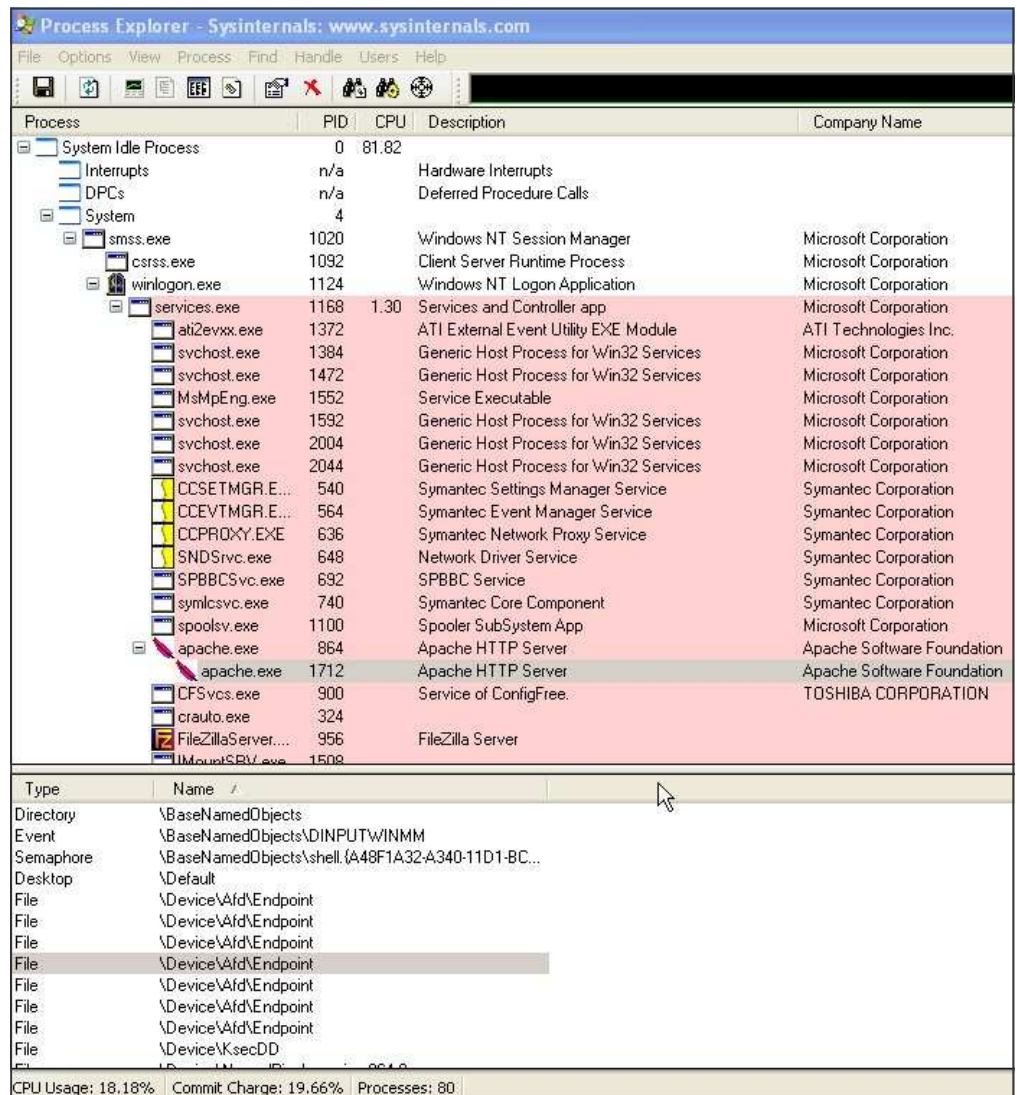 Process Explorer - Sysinternals: www.sysinternals.com
File Options View Process Find Handle Users Help
Process PID CPU Description Company Name
System Idle Process 0 81.82
Interrupts n/a Hardware Interrupts
DPCs n/a Deferred Procedure Calls
System 4
smss.exe 1020 Windows NT Session Manager Microsoft Corporation
csrss.exe 1092 Client Server Runtime Process Microsoft Corporation
winlogon.exe 1124 Windows NT Logon Application Microsoft Corporation
services.exe 1168 1.30 Services and Controller app Microsoft Corporation
ati2evxx.exe 1372 ATI External Event Utility EXE Module ATI Technologies Inc.
svchost.exe 1384 Generic Host Process for Win32 Services Microsoft Corporation
svchost.exe 1472 Generic Host Process for Win32 Services Microsoft Corporation
MsMpEng.exe 1552 Service Executable Microsoft Corporation
svchost.exe 1592 Generic Host Process for Win32 Services Microsoft Corporation
svchost.exe 2004 Generic Host Process for Win32 Services Microsoft Corporation
svchost.exe 2044 Generic Host Process for Win32 Services Microsoft Corporation
CCSETMGR.E... 540 Symantec Settings Manager Service Symantec Corporation
CCEVTMGR.E... 564 Symantec Event Manager Service Symantec Corporation
CCPROXY.EXE 636 Symantec Network Proxy Service Symantec Corporation
SNDSrvc.exe 648 Network Driver Service Symantec Corporation
SPBBCSvc.exe 692 SPBBC Service Symantec Corporation
symlcsvc.exe 740 Symantec Core Component Symantec Corporation
spoolsv.exe 1100 Spooler SubSystem App Microsoft Corporation
apache.exe 864 Apache HTTP Server Apache Software Foundation
apache.exe 1712 Apache HTTP Server Apache Software Foundation
CFSvcs.exe 900 Service of ConfigFree. TOSHIBA CORPORATION
crauto.exe 324
FileZillaServer.... 956 FileZilla Server
IMountSRV.exe 1508
Type Name
Directory \BaseNamedObjects
Event \BaseNamedObjects\DINPUTWINMM
Semaphore \BaseNamedObjects\shell.{A48F1A32-A340-11D1-BC...
Desktop \Default
File \Device\Afd\Endpoint
File \Device\Afd\Endpoint
File \Device\Afd\Endpoint
File \Device\Afd\Endpoint
File \Device\Afd\Endpoint
File \Device\Afd\Endpoint
File \Device\Afd\Endpoint
File \Device\KsecDD
CPU Usage: 18.18% Commit Charge: 19.66% Processes: 80